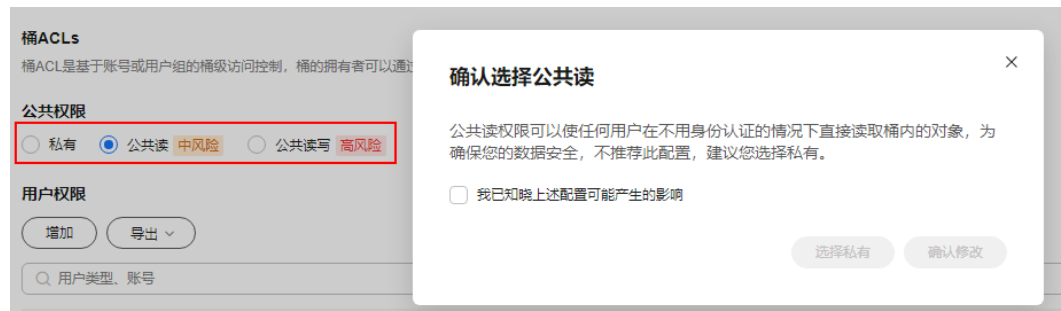 桶ACLs
桶ACL是基于账号或用户组的桶级访问控制，桶的拥有者可以通过
公共权限
私有 公共读 中风险 公共读写 高风险
用户权限
增加 导出
用户类型、账号
确认选择公共读
公共读权限可以使任何用户在不用身份认证的情况下直接读取桶内的对象，为
确保您的数据安全，不推荐此配置，建议您选择私有。
我已知晓上述配置可能产生的影响
选择私有 确认修改